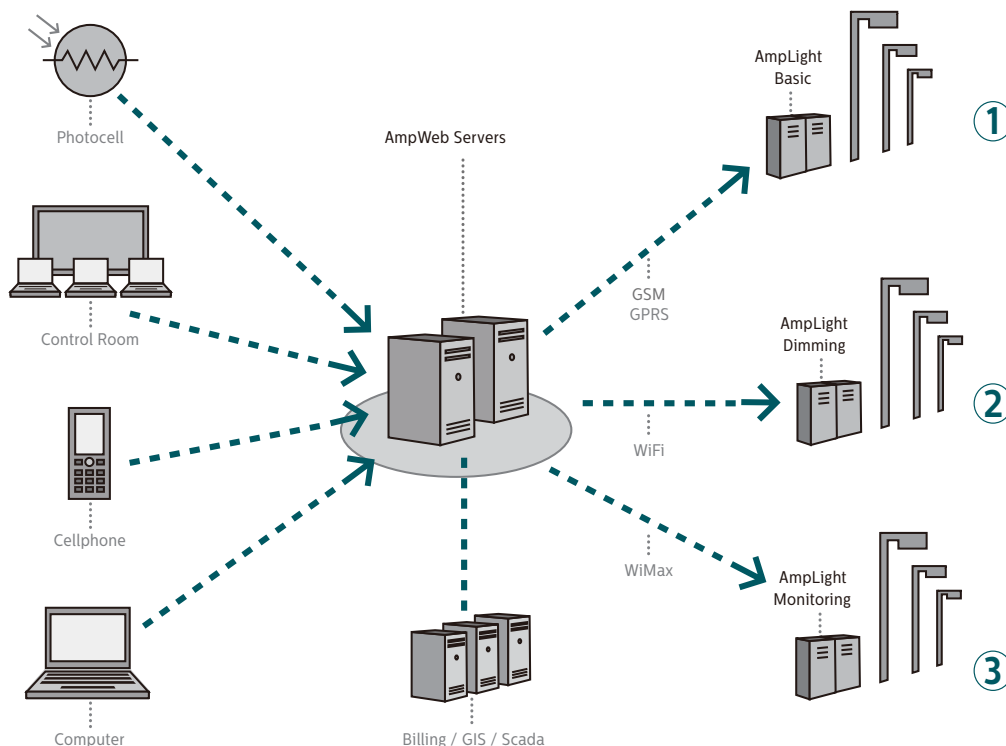 Photocell
Control Room
Cellphone
Computer
AmpWeb Servers
Billing / GIS / Scada
GSM
GPRS
WiFi
WiMax
AmpLight
Basic
1
AmpLight
Dimming
2
AmpLight
Monitoring
3